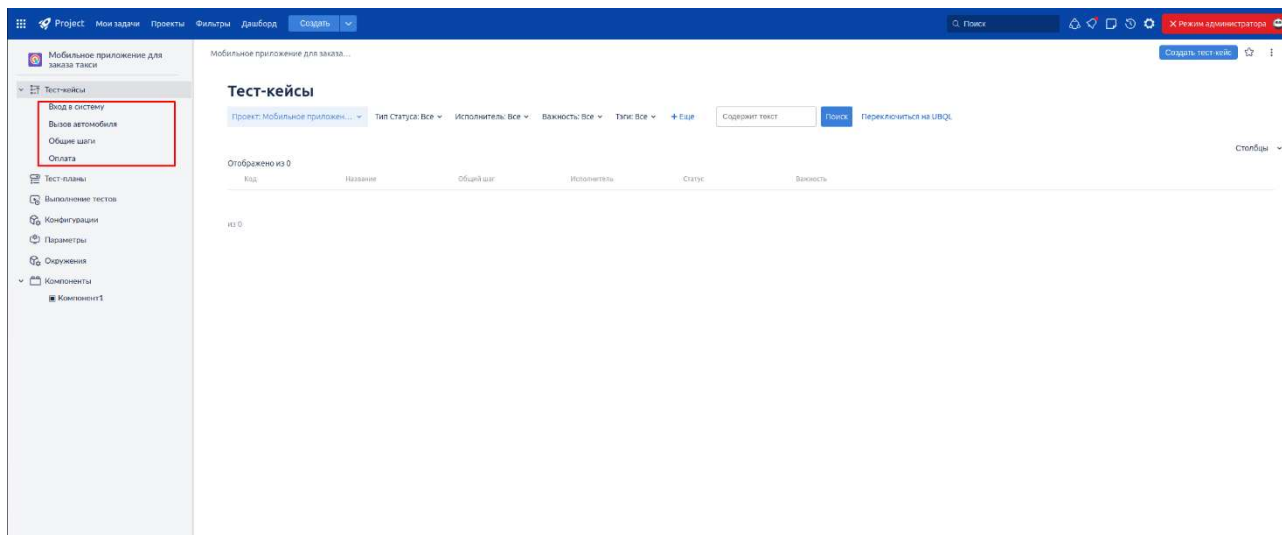 Project Мои задачи Проекты Фильтры Дашборд Создать Поиск Режим администратора
Мобильное приложение для заказа такси
Мобильное приложение для заказа... Создать тест-кейс
Тест-кейсы
Вход в систему
Вызов автомобиля
Общие шаги
Оплата
Тест-планы
Выполнение тестов
Конфигурации
Параметры
Окружения
Компоненты
Компонент1
Тест-кейсы
Проект: Мобильное приложен... Тип Статуса: Все Исполнитель: Все Важность: Все Тэги: Все + Еще Содержит текст Поиск Переключиться на UBQL
Столбцы
Отображено из 0
Код Название Общий шаг Исполнитель Статус Важность
из 0